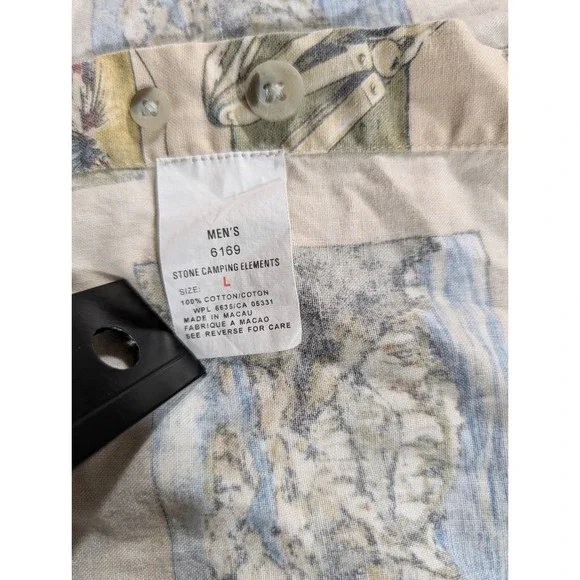 MEN'S
6169
STONE CAMPING ELEMENTS
SIZE: L
100% COTTON/COTON
WPL 6635/CA 05331
MADE IN MACAU
FABRIQUE A MACAO
SEE REVERSE FOR CARE